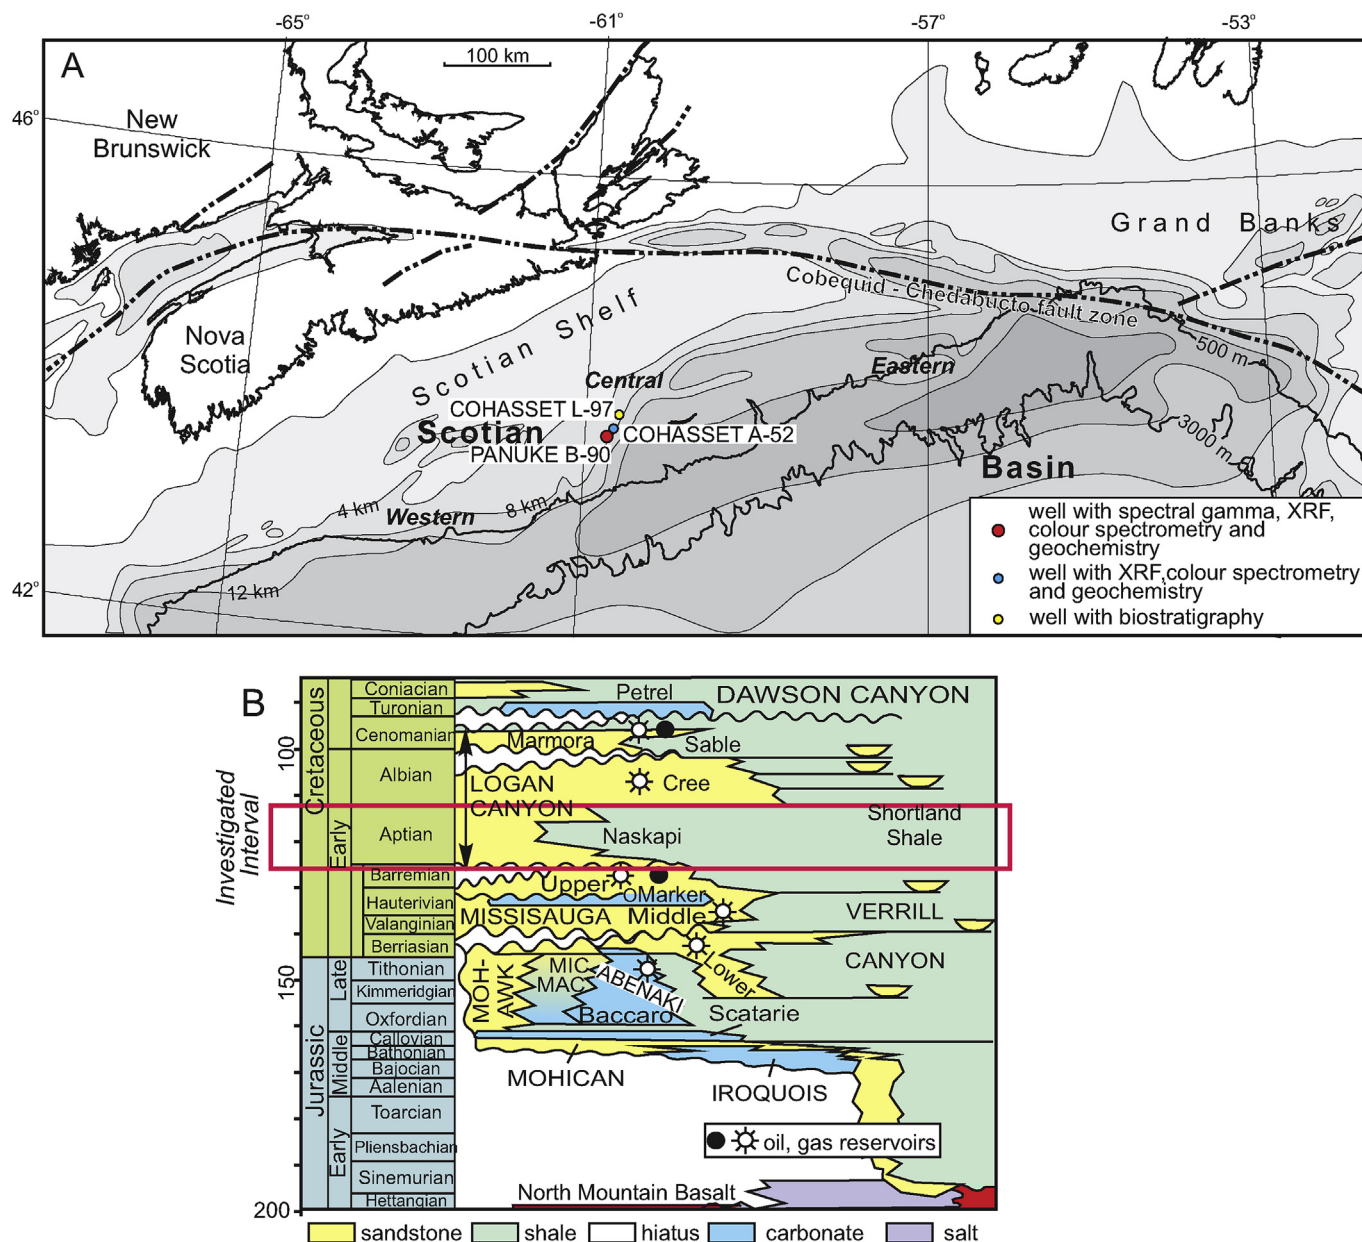 -65°
-61°
-57°
-53°
A
100 km
46°
New
Brunswick
Grand Banks
Cobequid - Chedabucto fault zone
Nova
Scotia
Scotian Shelf
500 m
Central
Eastern
COHASSET L-97
Scotian
COHASSET A-52
PANUKE B-90
3000 m
Basin
4 km
8 km
Western
12 km
42°
well with spectral gamma, XRF,
colour spectrometry and
geochemistry
well with XRF,colour spectrometry
and geochemistry
well with biostratigraphy
B
Cretaceous
Coniacian
Petrel
DAWSON CANYON
Turonian
Cenomanian
Marmora
Sable
100
Albian
LOGAN
CANYON
Cree
Investigated
Interval
Early
Aptian
Naskapi
Shortland
Shale
Barremian
Upper
OMarker
Hauterivian
MISSISAUGA
Middle
VERRILL
Valanginian
Berriasian
CANYON
Late
Tithonian
MIC
MAC
ABENAKI
Lower
150
Kimmeridgian
MOH-
AWK
Oxfordian
Baccaro
Scatarie
Jurassic
Middle
Callovian
Bathonian
Bajocian
MOHICAN
IROQUOIS
Aalenian
Early
Toarcian
Pliensbachian
oil, gas reservoirs
Sinemurian
North Mountain Basalt
Hettangian
200
sandstone
shale
hiatus
carbonate
salt